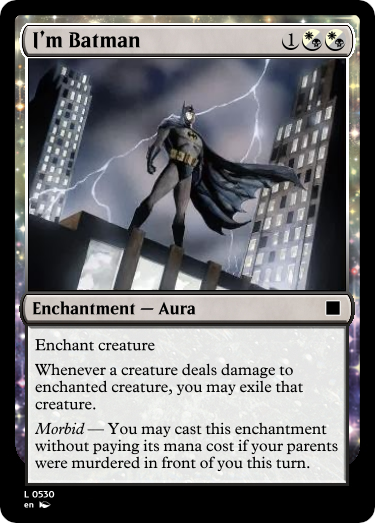 I'm Batman 1
Enchantment — Aura
Enchant creature
Whenever a creature deals damage to
enchanted creature, you may exile that
creature.
Morbid — You may cast this enchantment
without paying its mana cost if your parents
were murdered in front of you this turn.
L 0530
en